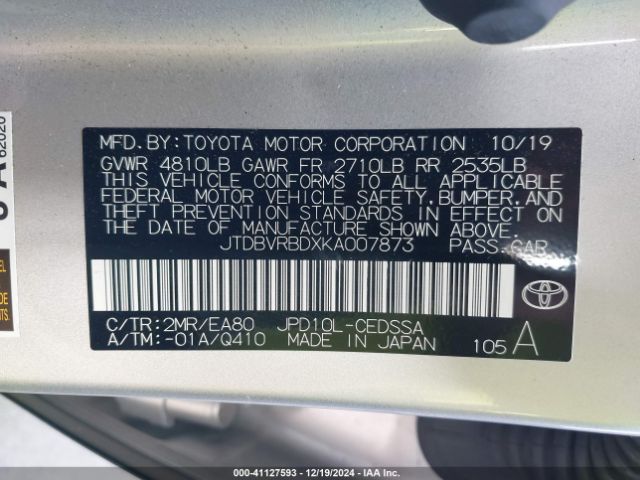 MFD.BY:TOYOTA MOTOR CORPORATION 10/19
GVWR 4810LB GAWR FR 2710LB RR 2535LB
THIS VEHICLE CONFORMS TO ALL APPLICABLE
FEDERAL MOTOR VEHICLE SAFETY,BUMPER,AND
THEFT PREVENTION STANDARDS IN EFFECT ON
THE DATE OF MANUFACTURE SHOWN ABOVE.
JTDBVRBDXKA007873 PASS.CAR
C/TR:2MR/EA80 JPD10L-CEDSSA
A/TM:-01A/Q410 MADE IN JAPAN 105 A
62020
000-41127593 - 12/19/2024 - IAA Inc.